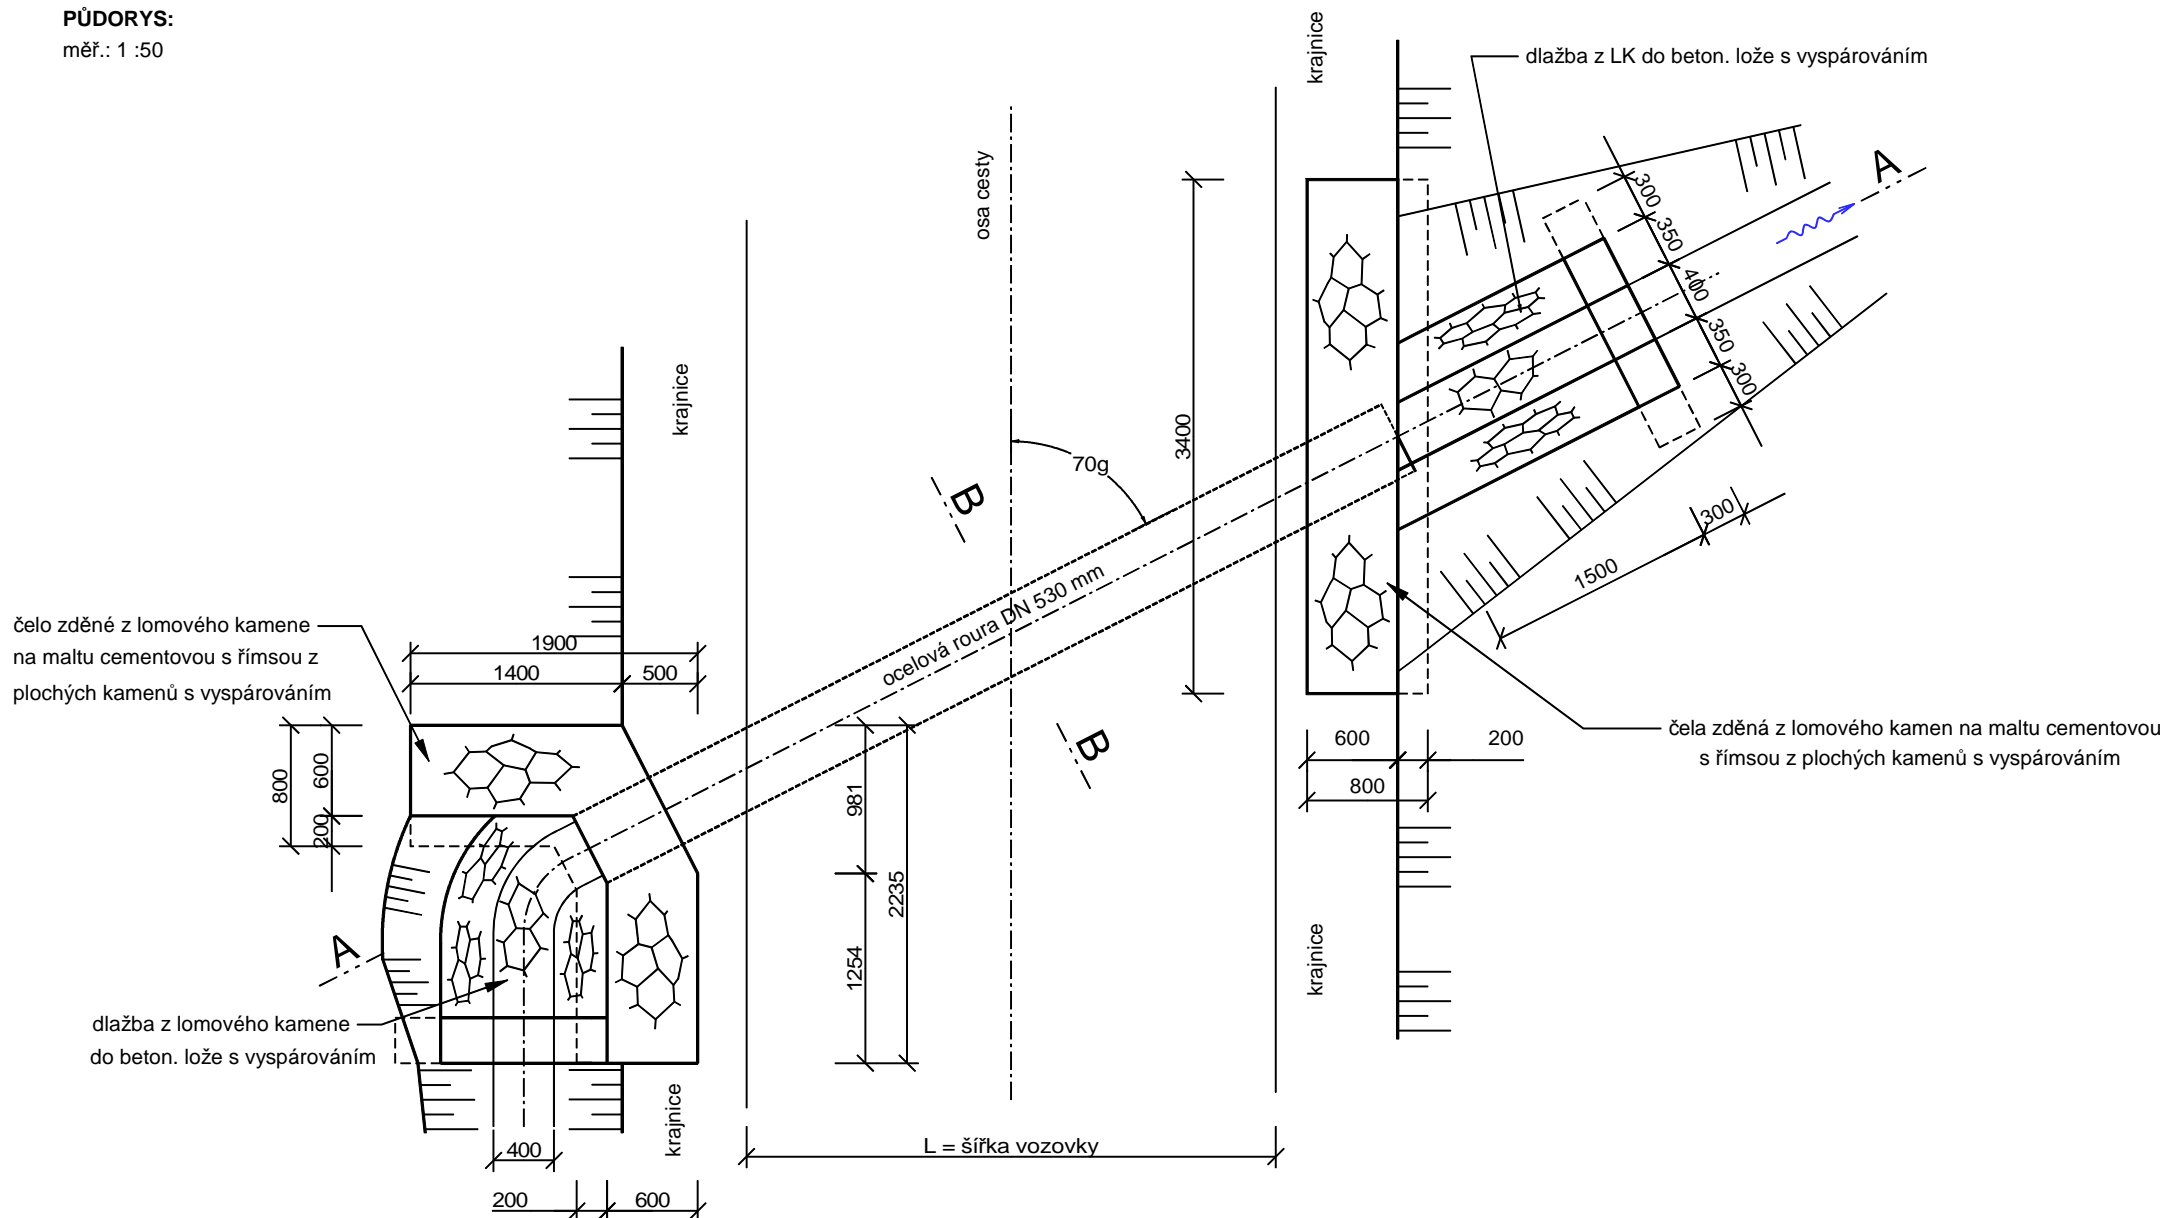 PŮDORYS:
měř.: 1 :50
krajnice
dlažba z LK do beton. lože s vyspárováním
osa cesty
A
300
350
400
350
300
krajnice
3400
70g
B
300
1500
ocelová roura DN 530 mm
čelo zděné z lomového kamene
na maltu cementovou s římsou z
plochých kamenů s vyspárováním
1900
1400
500
B
čela zděná z lomového kamen na maltu cementovou
s římsou z plochých kamenů s vyspárováním
600
200
800
800
600
200
981
2235
1254
A
krajnice
dlažba z lomového kamene
do beton. lože s vyspárováním
krajnice
400
L = šířka vozovky
200
600